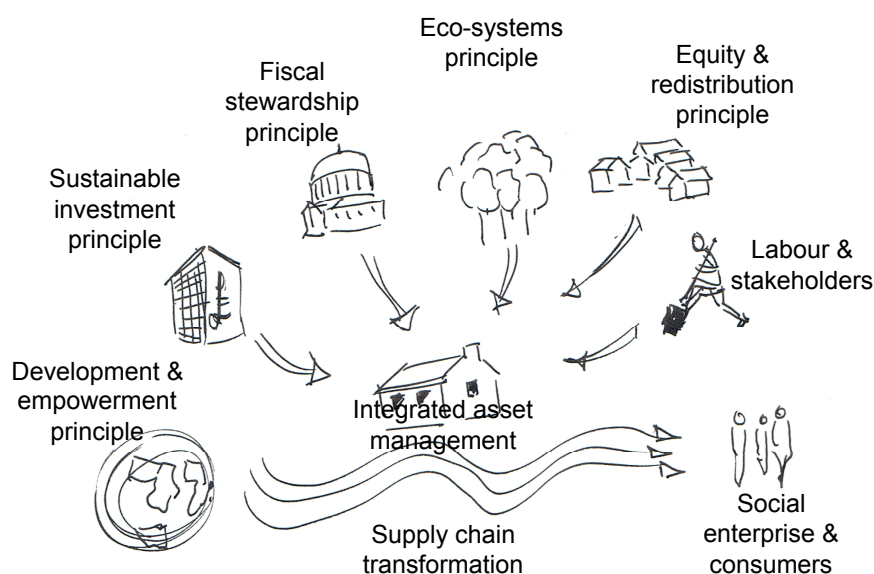 Eco-systems
principle
Fiscal
stewardship
principle
Equity &
redistribution
principle
Sustainable
investment
principle
Labour &
stakeholders
Development &
empowerment
principle
Integrated asset
management
Supply chain
transformation
Social
enterprise &
consumers